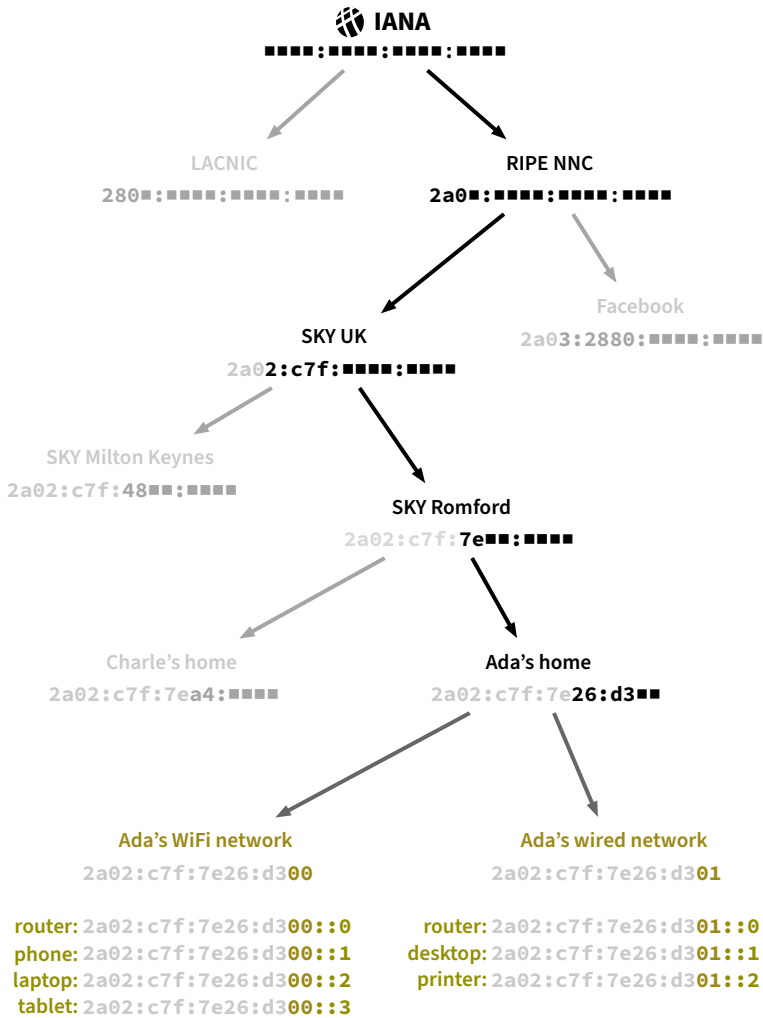 IANA
■■■■:■■■■:■■■■:■■■■
LACNIC
280■:■■■■:■■■■:■■■■
RIPE NNC
2a0■:■■■■:■■■■:■■■■
Facebook
2a03:2880:■■■■:■■■■
SKY UK
2a02:c7f:■■■■:■■■■
SKY Milton Keynes
2a02:c7f:48■■:■■■■
SKY Romford
2a02:c7f:7e■■:■■■■
Charle's home
2a02:c7f:7ea4:■■■■
Ada's home
2a02:c7f:7e26:d3■■
Ada's WiFi network
2a02:c7f:7e26:d300
router: 2a02:c7f:7e26:d300::0
phone: 2a02:c7f:7e26:d300::1
laptop: 2a02:c7f:7e26:d300::2
tablet: 2a02:c7f:7e26:d300::3
Ada's wired network
2a02:c7f:7e26:d301
router: 2a02:c7f:7e26:d301::0
desktop: 2a02:c7f:7e26:d301::1
printer: 2a02:c7f:7e26:d301::2